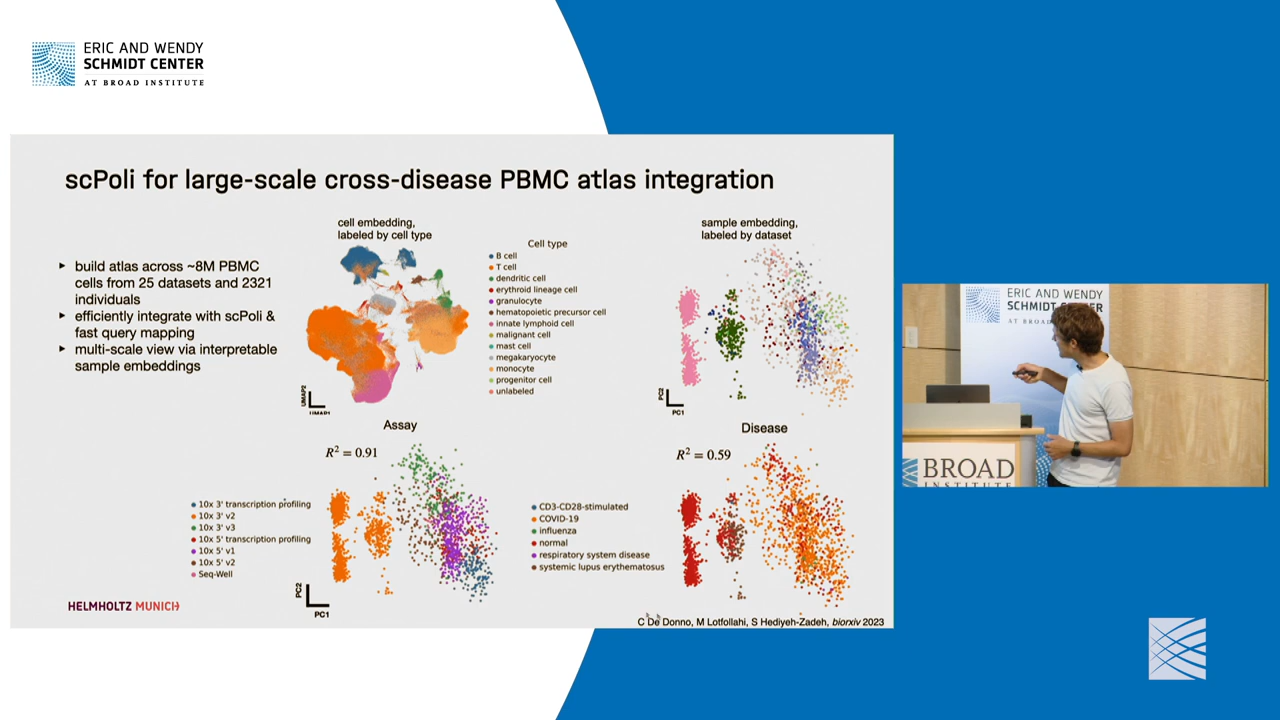 ERIC AND WENDY
SCHMIDT CENTER
AT BROAD INSTITUTE
scPoli for large-scale cross-disease PBMC atlas integration
▸ build atlas across ~8M PBMC
cells from 25 datasets and 2321
individuals
▸ efficiently integrate with scPoli &
fast query mapping
▸ multi-scale view via interpretable
sample embeddings
cell embedding,
labeled by cell type
UMAP2
UMAP1
Cell type
B cell
T cell
dendritic cell
erythroid lineage cell
granulocyte
hematopoietic precursor cell
innate lymphoid cell
malignant cell
mast cell
megakaryocyte
monocyte
progenitor cell
unlabeled
sample embedding,
labeled by dataset
PC2
PC1
Assay
R² = 0.91
10x 3' transcription profiling
10x 3' v2
10x 3' v3
10x 5' transcription profiling
10x 5' v1
10x 5' v2
Seq-Well
PC2
PC1
Disease
R² = 0.59
CD3-CD28-stimulated
COVID-19
influenza
normal
respiratory system disease
systemic lupus erythematosus
HELMHOLTZ MUNICH
C De Donno, M Lotfollahi, S Hediyeh-Zadeh, biorxiv 2023
ERIC AND WENDY
SCHMIDT CENTER
AT BROAD
BROAD
INSTITUTE